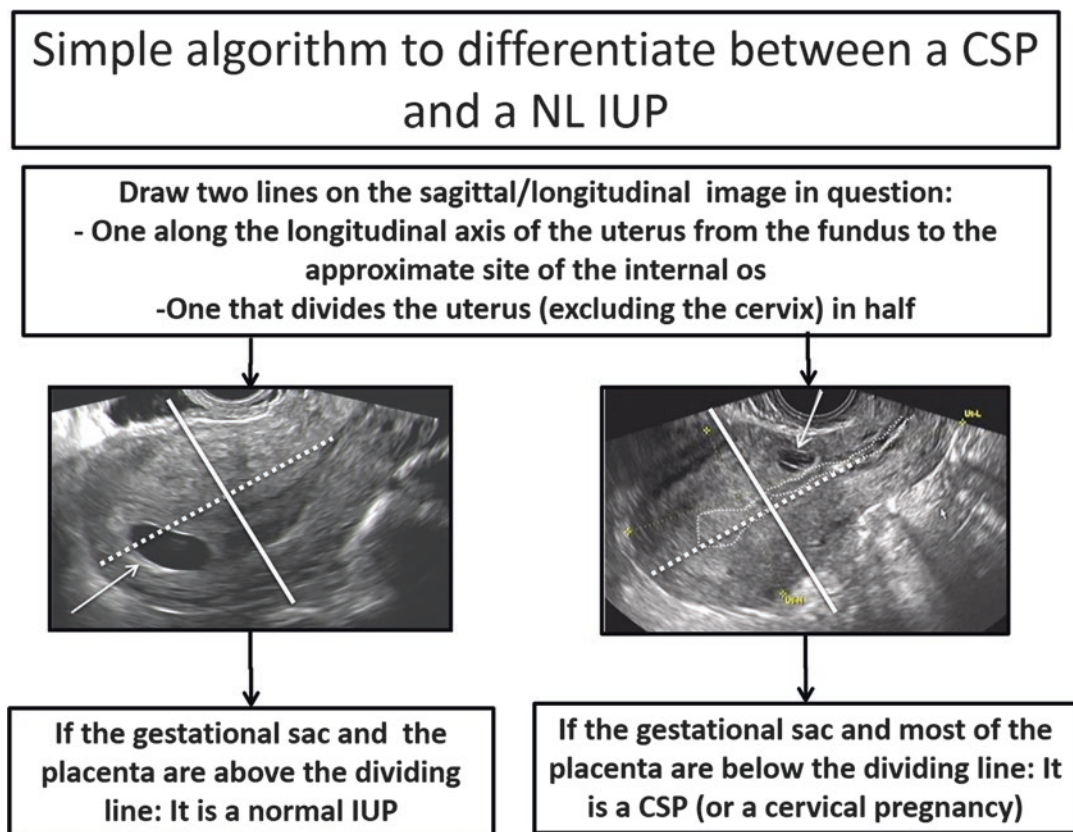 Simple algorithm to differentiate between a CSP
and a NL IUP
Draw two lines on the sagittal/longitudinal image in question:
- One along the longitudinal axis of the uterus from the fundus to the
approximate site of the internal os
-One that divides the uterus (excluding the cervix) in half
Ut-L
Ut-H
If the gestational sac and the
placenta are above the dividing
line: It is a normal IUP
If the gestational sac and most of the
placenta are below the dividing line: It
is a CSP (or a cervical pregnancy)